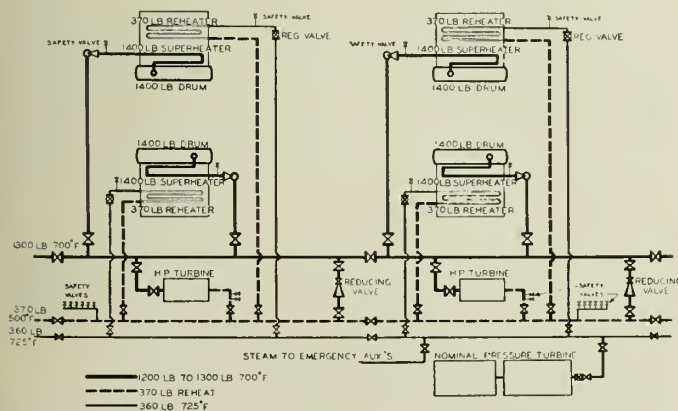 370 LB REHEATER
SAFETY VALVE
REG VALVE
SAFETY VALVE
1400 LB SUPERHEATER
1400 LB DRUM
370 LB REHEATER
SAFETY VALVE
REG VALVE
SAFETY VALVE
1400 LB SUPERHEATER
1400 LB DRUM
1400 LB DRUM
1400 LB SUPERHEATER
370 LB REHEATER
1400 LB DRUM
1400 LB SUPERHEATER
370 LB REHEATER
1300 LB 700°F
H.P. TURBINE
REDUCING VALVE
H.P. TURBINE
REDUCING VALVE
SAFETY VALVES
SAFETY VALVES
370 LB 500°F
360 LB 725°F
STEAM TO EMERGENCY AUX'S
NOMINAL PRESSURE TURBINE
1200 LB TO 1300 LB 700°F
370 LB REHEAT
360 LB 725°F